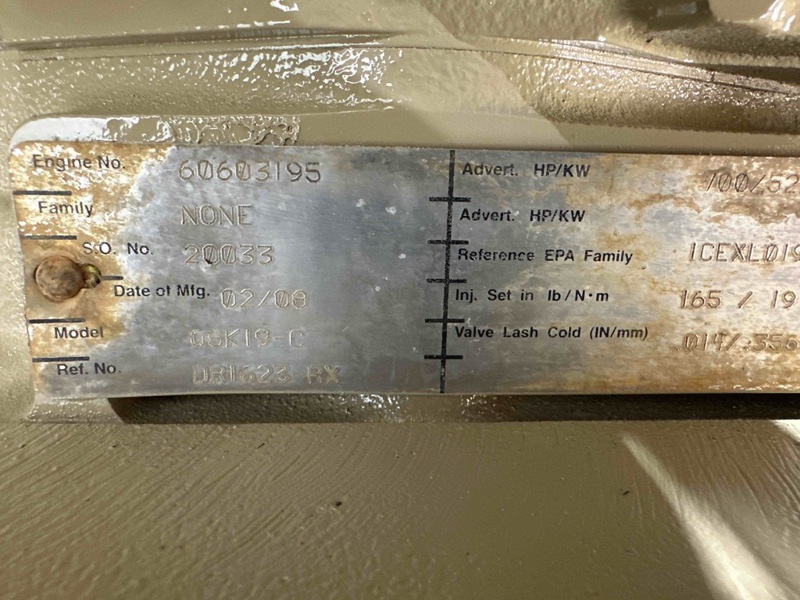 Engine No. 60603195
Family NONE
S.O. No. 20033
Date of Mfg. 02/08
Model QSK19-C
Ref. No. DR1323 RX
Advert. HP/KW 700/52
Advert. HP/KW
Reference EPA Family 1CEXL019
Inj. Set in lb/N•m 165 / 19
Valve Lash Cold (IN/mm) .014/.356